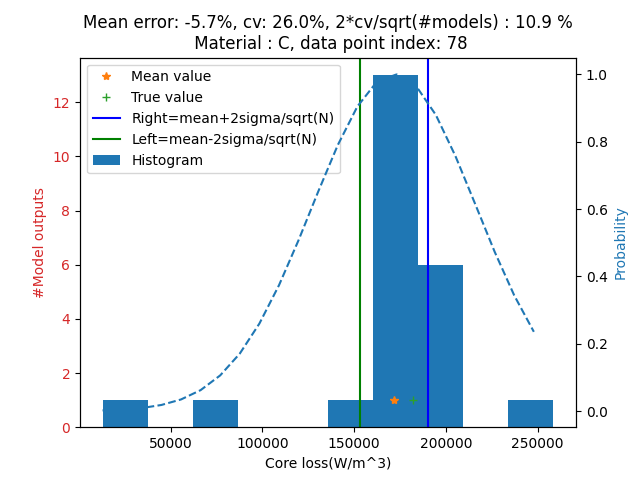 Mean error: -5.7%, cv: 26.0%, 2*cv/sqrt(#models) : 10.9 %
Material : C, data point index: 78
Mean value
True value
Right=mean+2sigma/sqrt(N)
Left=mean-2sigma/sqrt(N)
Histogram
#Model outputs
12
10
8
6
4
2
0
1.0
0.8
0.6
0.4
0.2
0.0
Probability
50000 100000 150000 200000 250000
Core loss(W/m^3)